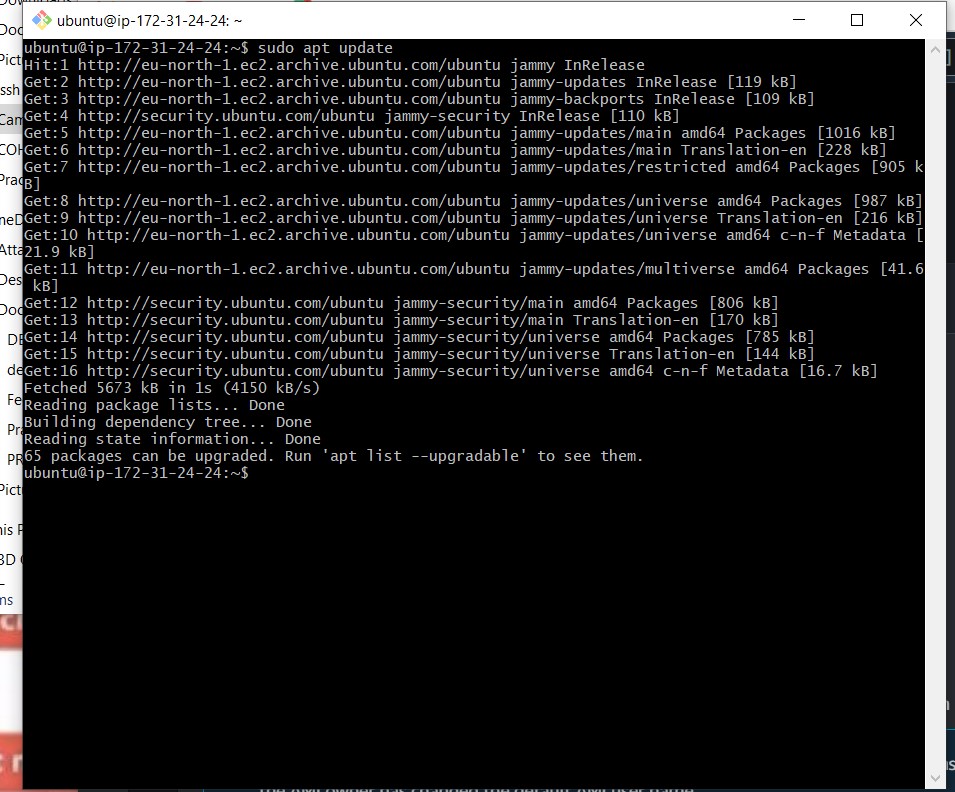 ubuntu@ip-172-31-24-24: ~
ubuntu@ip-172-31-24-24:~$ sudo apt update
Hit:1 http://eu-north-1.ec2.archive.ubuntu.com/ubuntu jammy InRelease
Get:2 http://eu-north-1.ec2.archive.ubuntu.com/ubuntu jammy-updates InRelease [119 kB]
Get:3 http://eu-north-1.ec2.archive.ubuntu.com/ubuntu jammy-backports InRelease [109 kB]
Get:4 http://security.ubuntu.com/ubuntu jammy-security InRelease [110 kB]
Get:5 http://eu-north-1.ec2.archive.ubuntu.com/ubuntu jammy-updates/main amd64 Packages [1016 kB]
Get:6 http://eu-north-1.ec2.archive.ubuntu.com/ubuntu jammy-updates/main Translation-en [228 kB]
Get:7 http://eu-north-1.ec2.archive.ubuntu.com/ubuntu jammy-updates/restricted amd64 Packages [905 k
B]
Get:8 http://eu-north-1.ec2.archive.ubuntu.com/ubuntu jammy-updates/universe amd64 Packages [987 kB]
Get:9 http://eu-north-1.ec2.archive.ubuntu.com/ubuntu jammy-updates/universe Translation-en [216 kB]
Get:10 http://eu-north-1.ec2.archive.ubuntu.com/ubuntu jammy-updates/universe amd64 c-n-f Metadata [
21.9 kB]
Get:11 http://eu-north-1.ec2.archive.ubuntu.com/ubuntu jammy-updates/multiverse amd64 Packages [41.6
 kB]
Get:12 http://security.ubuntu.com/ubuntu jammy-security/main amd64 Packages [806 kB]
Get:13 http://security.ubuntu.com/ubuntu jammy-security/main Translation-en [170 kB]
Get:14 http://security.ubuntu.com/ubuntu jammy-security/universe amd64 Packages [785 kB]
Get:15 http://security.ubuntu.com/ubuntu jammy-security/universe Translation-en [144 kB]
Get:16 http://security.ubuntu.com/ubuntu jammy-security/universe amd64 c-n-f Metadata [16.7 kB]
Fetched 5673 kB in 1s (4150 kB/s)
Reading package lists... Done
Building dependency tree... Done
Reading state information... Done
65 packages can be upgraded. Run 'apt list --upgradable' to see them.
ubuntu@ip-172-31-24-24:~$